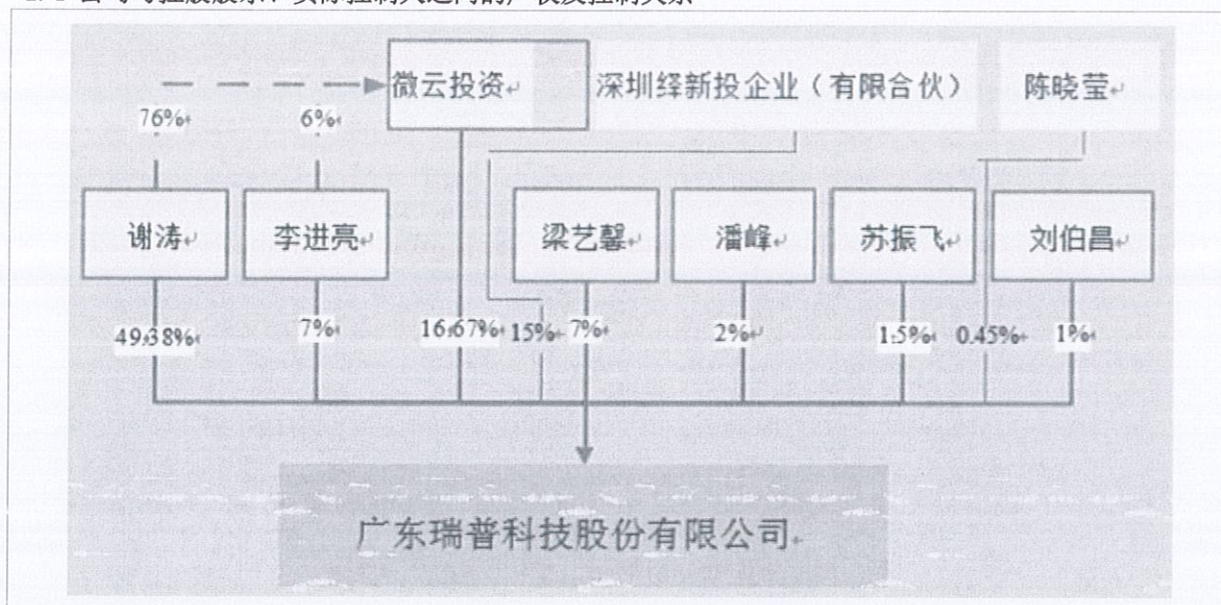 微云投资 深圳绎新投企业（有限合伙） 陈晓莹
76% 6%
谢涛 李进亮 梁艺馨 潘峰 苏振飞 刘伯昌
49.38% 7% 16.67% 15% 7% 2% 1.5% 0.45% 1%
广东瑞普科技股份有限公司